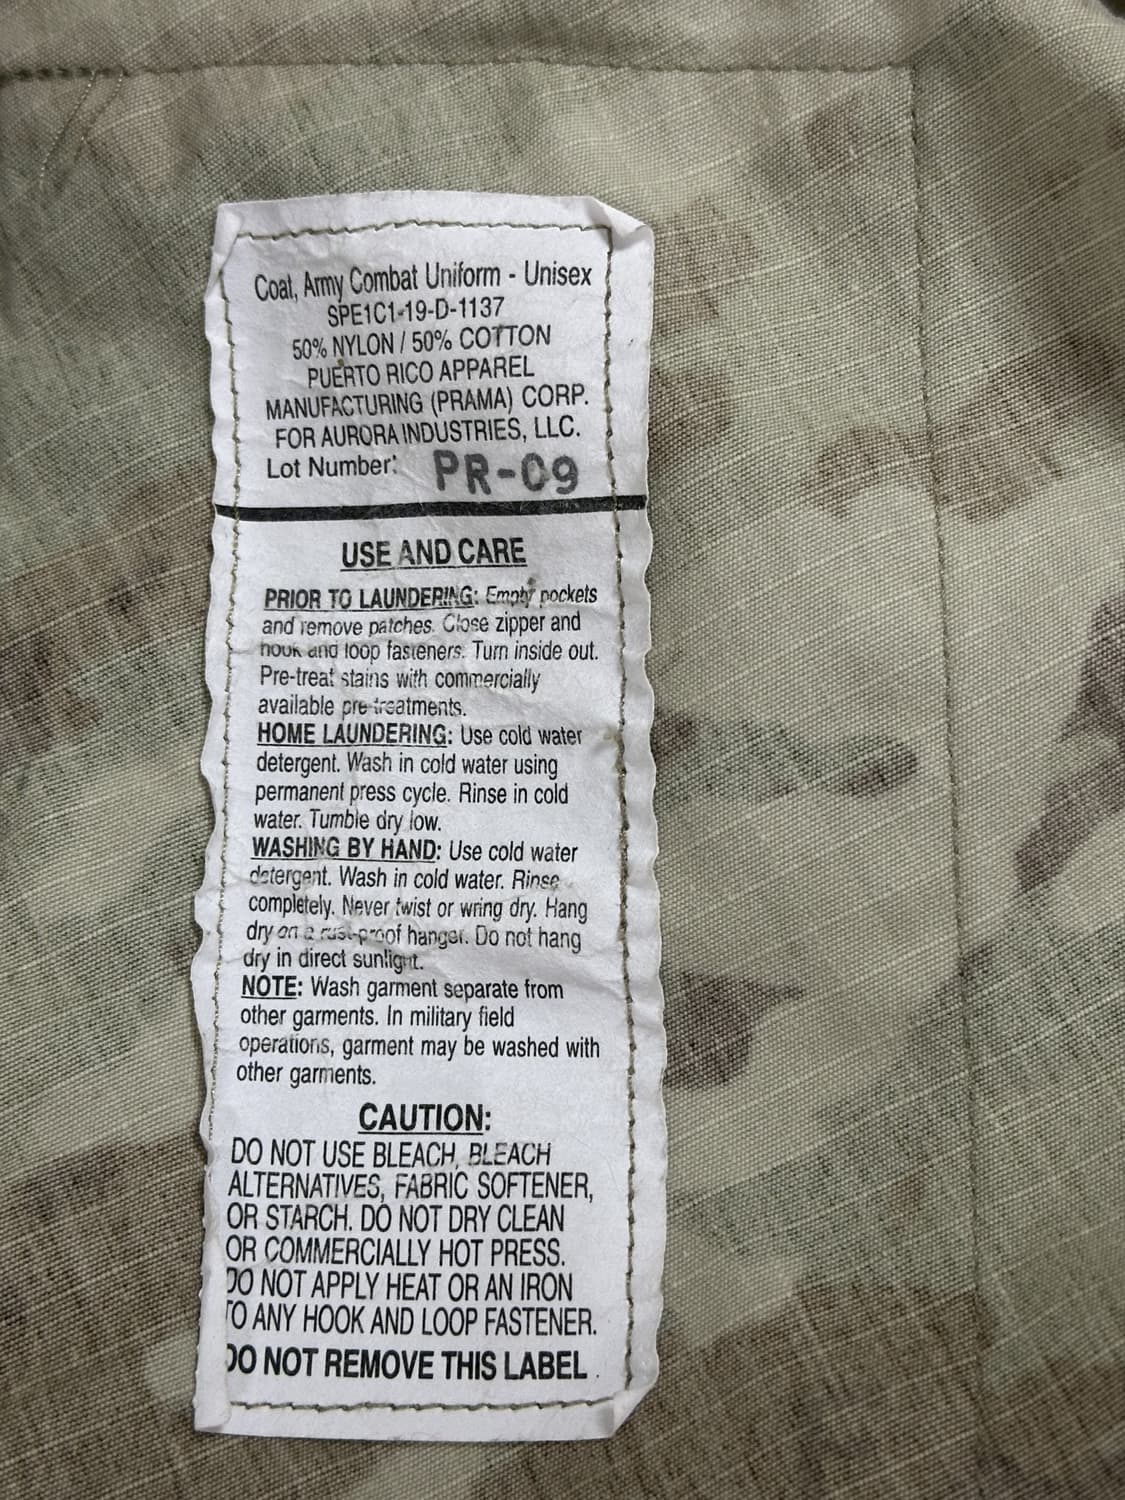 Coat, Army Combat Uniform - Unisex
SPE1C1-19-D-1137
50% NYLON / 50% COTTON
PUERTO RICO APPAREL
MANUFACTURING (PRAMA) CORP.
FOR AURORA INDUSTRIES, LLC.
Lot Number: PR-09
USE AND CARE
PRIOR TO LAUNDERING: Empty pockets
and remove patches. Close zipper and
hook and loop fasteners. Turn inside out.
Pre-treat stains with commercially
available pre-treatments.
HOME LAUNDERING: Use cold water
detergent. Wash in cold water using
permanent press cycle. Rinse in cold
water. Tumble dry low.
WASHING BY HAND: Use cold water
detergent. Wash in cold water. Rinse
completely. Never twist or wring dry. Hang
dry on a rust-proof hanger. Do not hang
dry in direct sunlight.
NOTE: Wash garment separate from
other garments. In military field
operations, garment may be washed with
other garments.
CAUTION:
DO NOT USE BLEACH, BLEACH
ALTERNATIVES, FABRIC SOFTENER,
OR STARCH. DO NOT DRY CLEAN
OR COMMERCIALLY HOT PRESS.
DO NOT APPLY HEAT OR AN IRON
TO ANY HOOK AND LOOP FASTENER.
DO NOT REMOVE THIS LABEL.